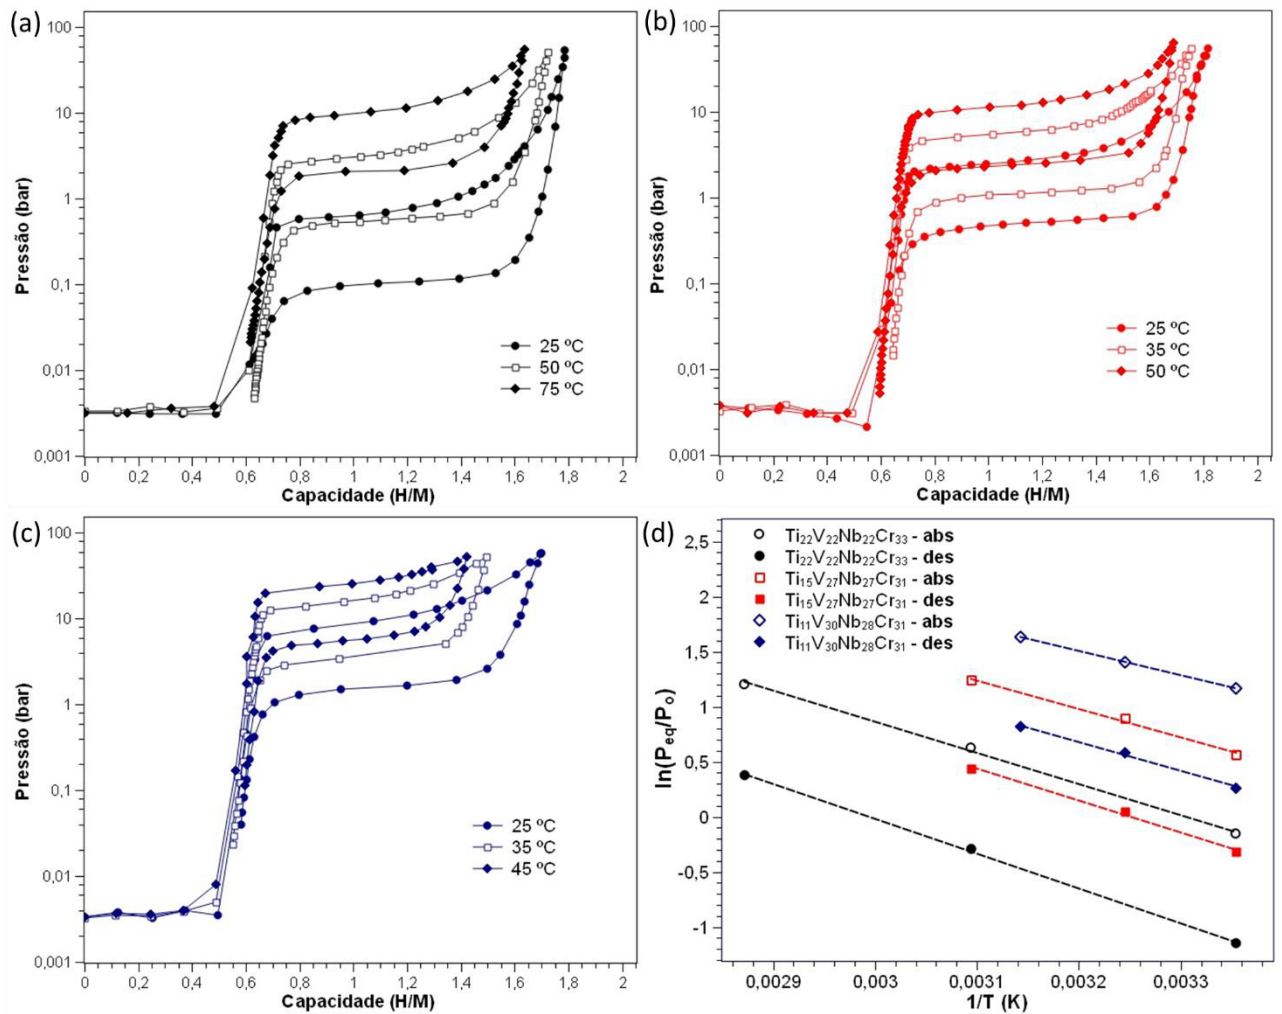 (a)
100
10
1
0,1
0,01
0,001
Pressão (bar)
25 ºC
50 ºC
75 ºC
0 0,2 0,4 0,6 0,8 1 1,2 1,4 1,6 1,8 2
Capacidade (H/M)
(b)
100
10
1
0,1
0,01
0,001
Pressão (bar)
25 ºC
35 ºC
50 ºC
0 0,2 0,4 0,6 0,8 1 1,2 1,4 1,6 1,8 2
Capacidade (H/M)
(c)
100
10
1
0,1
0,01
0,001
Pressão (bar)
25 ºC
35 ºC
45 ºC
0 0,2 0,4 0,6 0,8 1 1,2 1,4 1,6 1,8 2
Capacidade (H/M)
(d)
2,5
2
1,5
1
0,5
0
-0,5
-1
ln(Peq/Po)
Ti22V22Nb22Cr33 - abs
Ti22V22Nb22Cr33 - des
Ti15V27Nb27Cr31 - abs
Ti15V27Nb27Cr31 - des
Ti11V30Nb28Cr31 - abs
Ti11V30Nb28Cr31 - des
0,0029 0,003 0,0031 0,0032 0,0033
1/T (K)